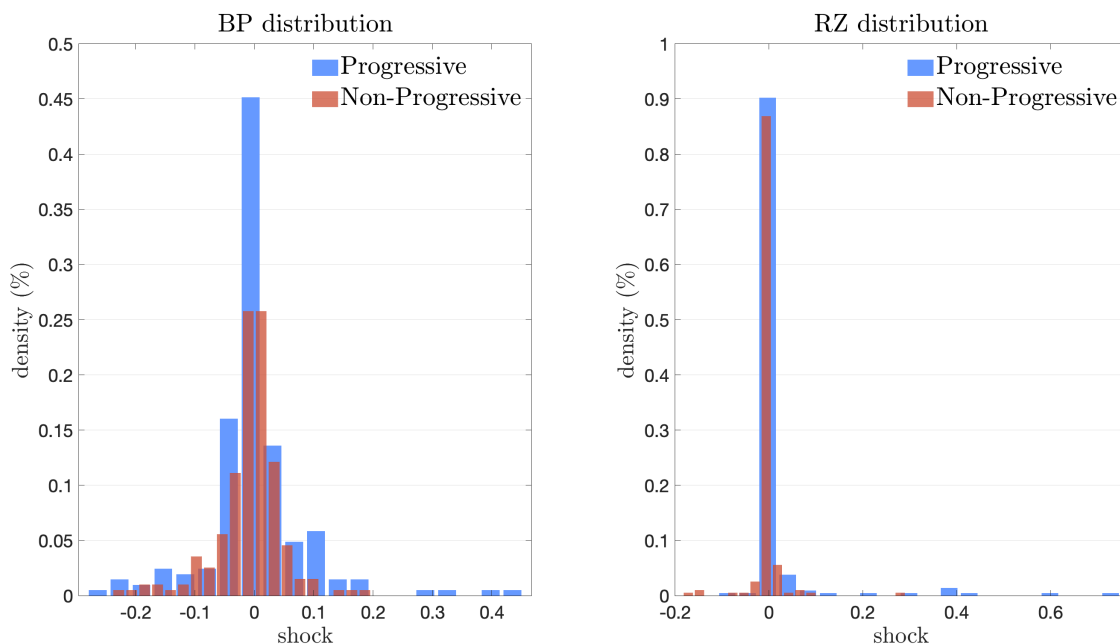 BP distribution
0.5
0.45
0.4
0.35
0.3
0.25
0.2
0.15
0.1
0.05
0
density (%)
Progressive
Non-Progressive
-0.2 -0.1 0 0.1 0.2 0.3 0.4
shock
RZ distribution
1
0.9
0.8
0.7
0.6
0.5
0.4
0.3
0.2
0.1
0
density (%)
Progressive
Non-Progressive
-0.2 0 0.2 0.4 0.6
shock